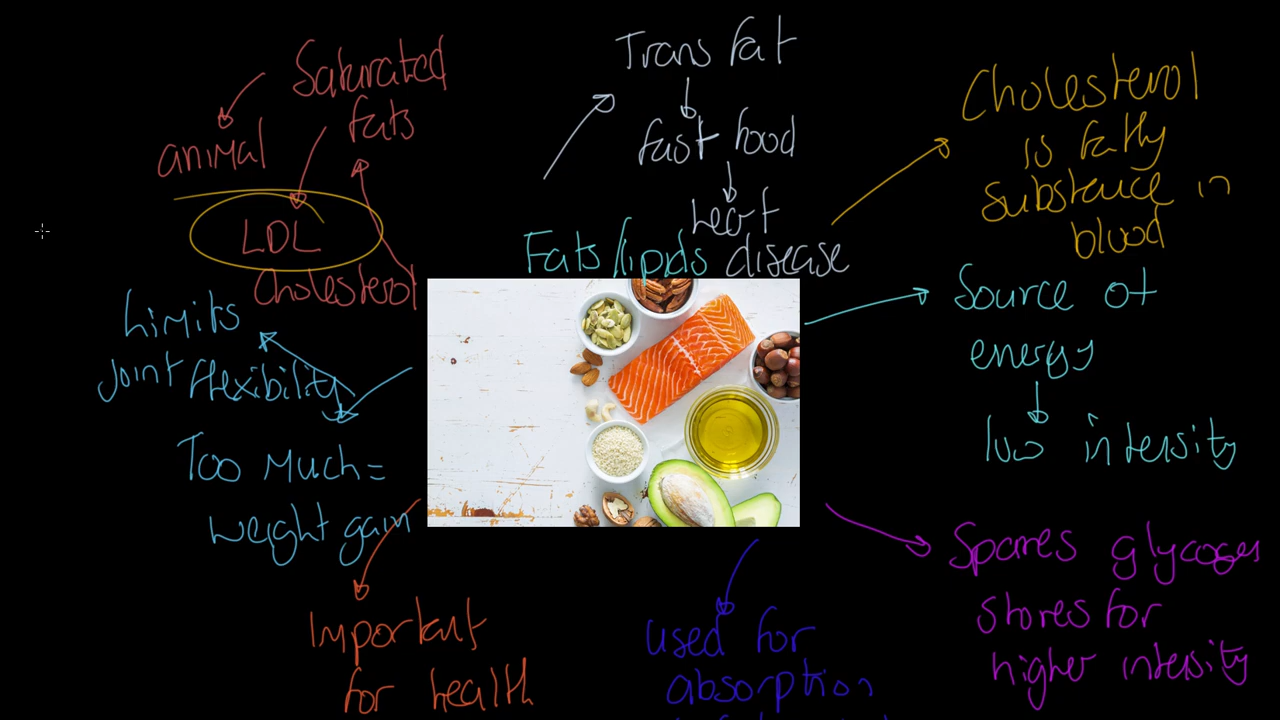 Saturated
fats
animal
LDL
Cholesterol
Trans fat
fast food
heart
disease
Fats/lipids
Cholesterol
is fatty
substance in
blood
Source of
energy
low intensity
Spares glycogen
stores for
higher intensity
used for
absorption
Important
for health
Limits
Joint flexibility
Too Much =
weight gain